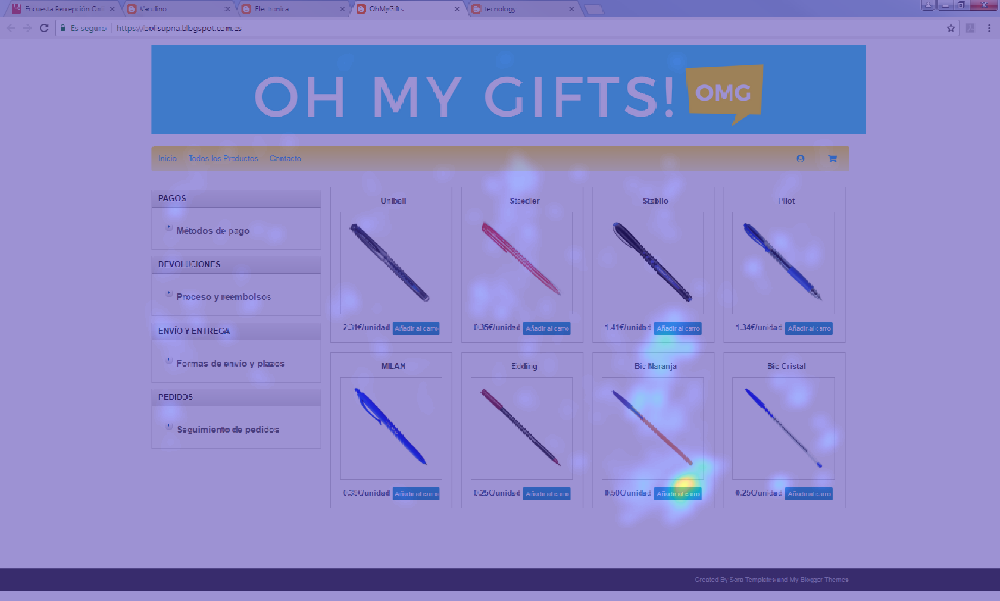 Encuesta Percepción Onl
Varufino
Electronica
OhMyGifts
tecnology
Es seguro
https://bolisupna.blogspot.com.es
OH MY GIFTS!
OMG
Inicio
Todos los Productos
Contacto
PAGOS
Métodos de pago
DEVOLUCIONES
Proceso y reembolsos
ENVÍO Y ENTREGA
Formas de envío y plazos
PEDIDOS
Seguimiento de pedidos
Uniball
Staedler
Stabilo
Pilot
2.31€/unidad Añadir al carro
0.35€/unidad Añadir al carro
1.41€/unidad Añadir al carro
1.34€/unidad Añadir al carro
MILAN
Edding
Bic Naranja
Bic Cristal
0.39€/unidad Añadir al carro
0.25€/unidad Añadir al carro
0.50€/unidad Añadir al carro
0.25€/unidad Añadir al carro
Created By Sora Templates and My Blogger Themes